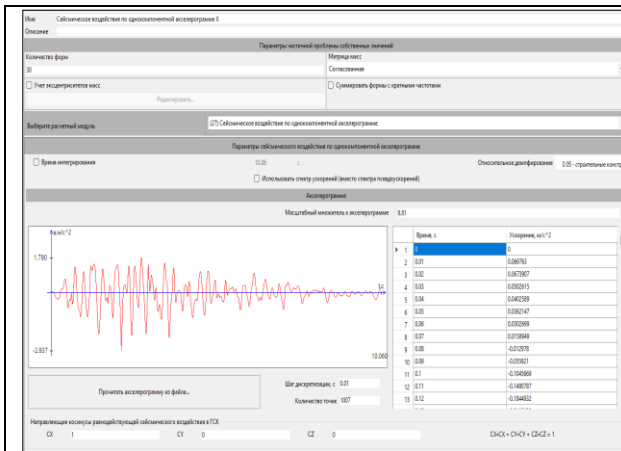 Имя Сейсмическое воздействие по однокомпонентной акселерограмме II
Описание
Параметры частичной проблемы собственных значений
Количество форм Матрица масс
30 Согласованная
Учет эксцентриситетов масс Суммировать формы с кратными частотами
Редактировать...
Выберите расчетный модуль (27) Сейсмическое воздействие по однокомпонентной акселерограмме
Параметры сейсмического воздействия по однокомпонентной акселерограмме
Время интегрирования 10.06 с Относительное демпфирование 0.05 - строительные констр
Использовать спектр ускорений (вместо спектра псевдоускорений)
Акселерограмма
Масштабный множитель к акселерограмме 9.81
Время, с Ускорение, м/с^2
a,м/с^2
1.790
-2.937
10.060
1 0 0
2 0.01 0.069763
3 0.02 0.0673907
4 0.03 0.0502615
5 0.04 0.0402589
6 0.05 0.0362147
7 0.06 0.0302699
8 0.07 0.0158949
9 0.08 -0.012978
10 0.09 -0.055921
11 0.1 -0.1045669
12 0.11 -0.1490787
13 0.12 -0.1844932
Прочитать акселерограмму из файла...
Шаг дискретизации, с 0.01
Количество точек 1007
Направляющие косинусы равнодействующей сейсмического воздействия в ГСК
CX 1 CY 0 CZ 0 CX*CX + CY*CY + CZ*CZ = 1